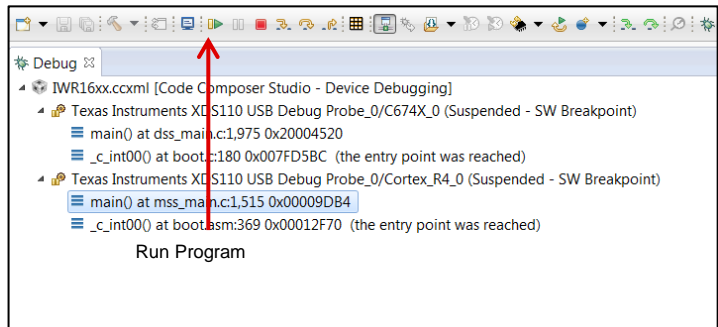 Debug
IWR16xx.ccxml [Code Composer Studio - Device Debugging]
Texas Instruments XDS110 USB Debug Probe_0/C674X_0 (Suspended - SW Breakpoint)
main() at dss_main.c:1,975 0x20004520
_c_int00() at boot.c:180 0x007FD5BC (the entry point was reached)
Texas Instruments XDS110 USB Debug Probe_0/Cortex_R4_0 (Suspended - SW Breakpoint)
main() at mss_main.c:1,515 0x00009DB4
_c_int00() at boot.asm:369 0x00012F70 (the entry point was reached)
Run Program